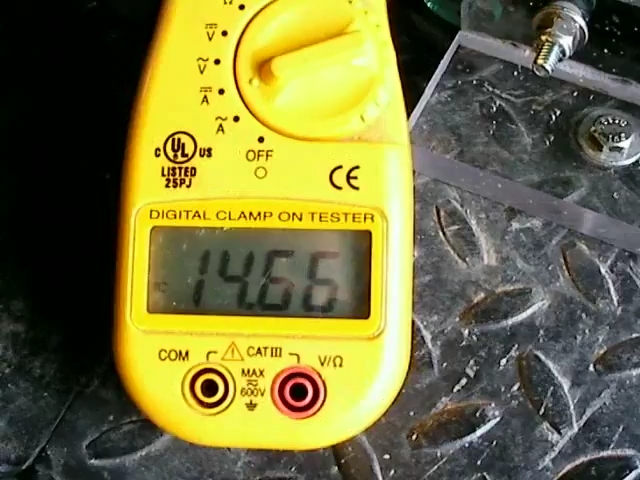 Ω
V
V
A
A
OFF
C UL US
LISTED
25PJ
CE
DIGITAL CLAMP ON TESTER
14.66
COM
CAT III
V/Ω
MAX
600V